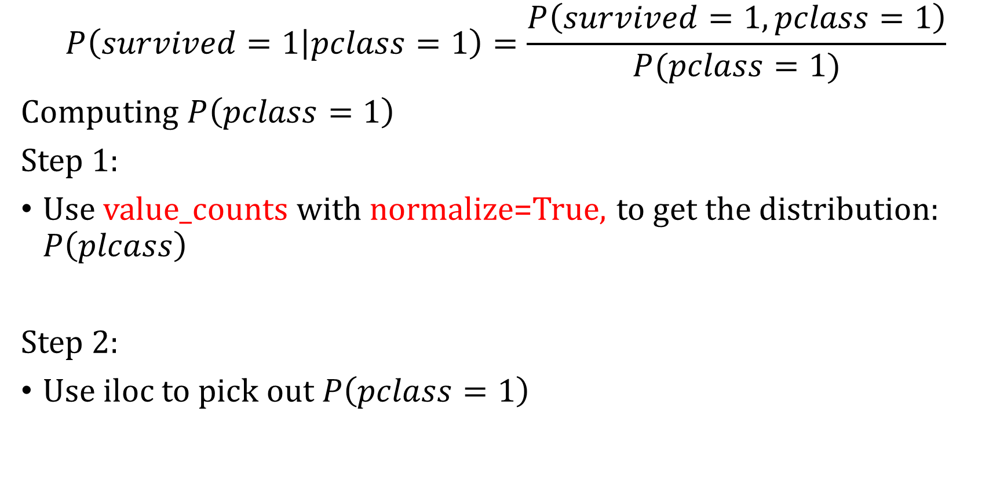 P(survived = 1|pclass = 1) = P(survived = 1, pclass = 1) / P(pclass = 1)
Computing P(pclass = 1)
Step 1:
• Use value_counts with normalize=True, to get the distribution:
P(plcass)
Step 2:
• Use iloc to pick out P(pclass = 1)